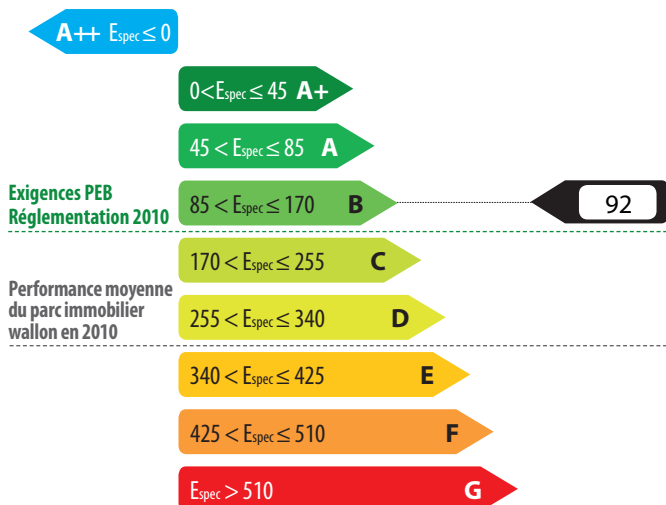 A++ Espec ≤ 0
0<Espec ≤ 45 A+
45 < Espec ≤ 85 A
Exigences PEB
Réglementation 2010
85 < Espec ≤ 170 B
92
170 < Espec ≤ 255 C
Performance moyenne
du parc immobilier
wallon en 2010
255 < Espec ≤ 340 D
340 < Espec ≤ 425 E
425 < Espec ≤ 510 F
Espec > 510 G